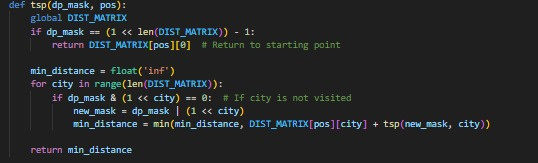 def tsp(dp_mask, pos):
    global DIST_MATRIX
    if dp_mask == (1 << len(DIST_MATRIX)) - 1:
        return DIST_MATRIX[pos][0]  # Return to starting point

    min_distance = float('inf')
    for city in range(len(DIST_MATRIX)):
        if dp_mask & (1 << city) == 0:  # If city is not visited
            new_mask = dp_mask | (1 << city)
            min_distance = min(min_distance, DIST_MATRIX[pos][city] + tsp(new_mask, city))

    return min_distance